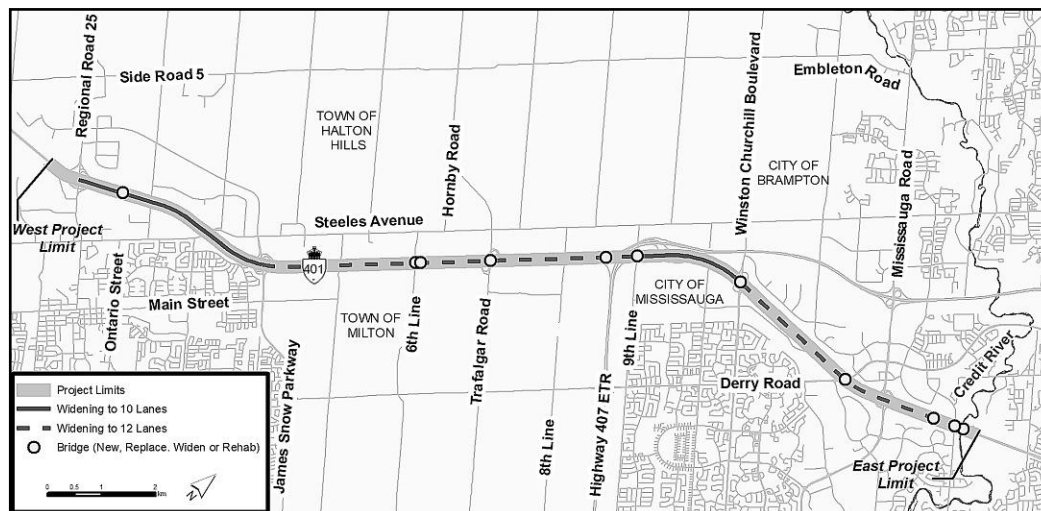 Regional Road 25
Side Road 5
TOWN OF
HALTON
HILLS
Hornby Road
Winston Churchill Boulevard
Embleton Road
CITY OF
BRAMPTON
Mississauga Road
West Project
Limit
Steeles Avenue
401
Ontario Street
Main Street
TOWN OF
MILTON
6th Line
Trafalgar Road
CITY OF
MISSISSAUGA
9th Line
James Snow Parkway
8th Line
Highway 407 ETR
Derry Road
Credit River
East Project
Limit
Project Limits
Widening to 10 Lanes
Widening to 12 Lanes
Bridge (New, Replace. Widen or Rehab)
0 0.5 1 2
km
N